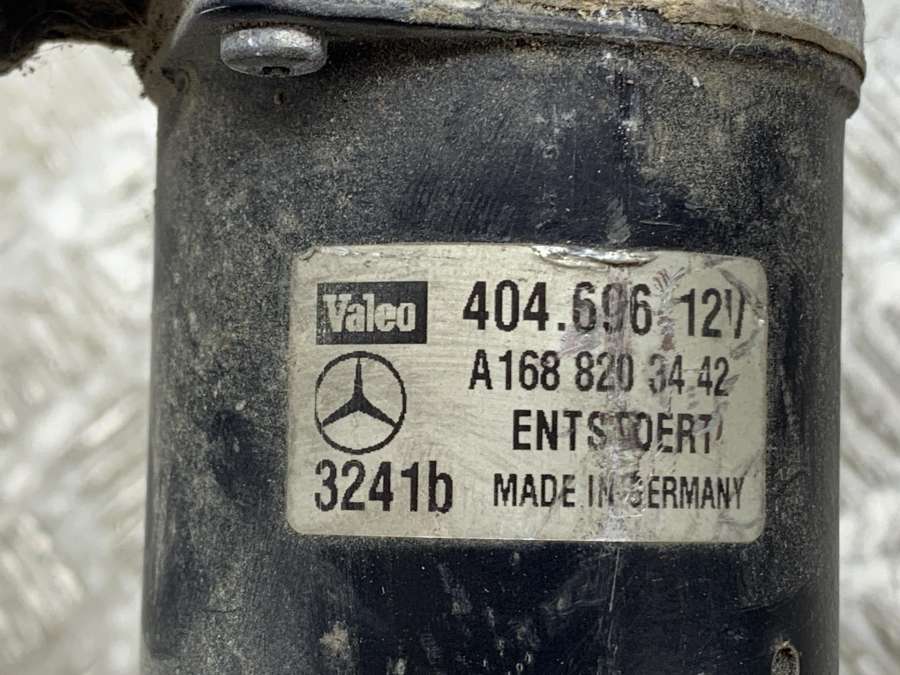 Valeo 404.696 12V
A168 820 34 42
ENTSTOERT
3241b MADE IN GERMANY